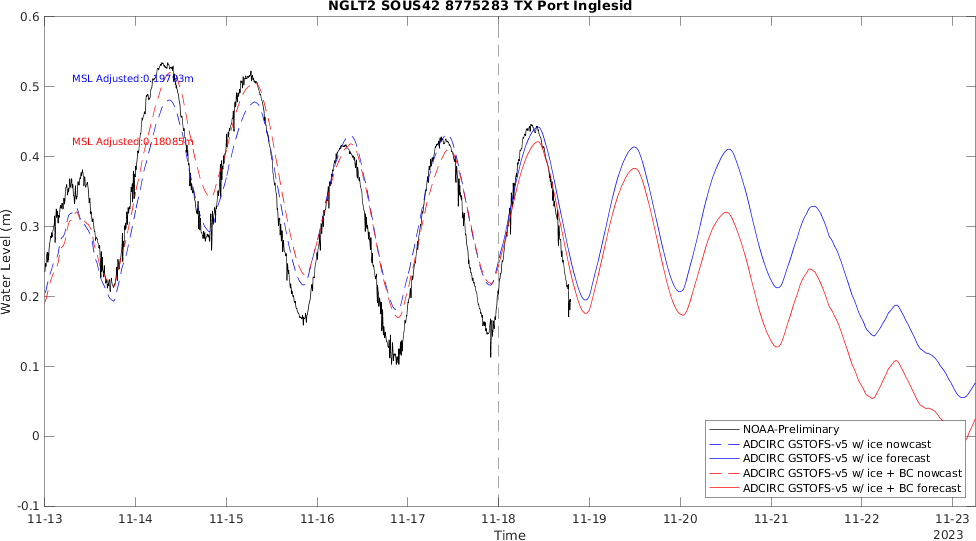 NGLT2 SOUS42 8775283 TX Port Inglesid
Water Level (m)
0.6
0.5
0.4
0.3
0.2
0.1
0
-0.1
MSL Adjusted:0.19793m
MSL Adjusted:0.18085m
NOAA-Preliminary
ADCIRC GSTOFS-v5 w/ ice nowcast
ADCIRC GSTOFS-v5 w/ ice forecast
ADCIRC GSTOFS-v5 w/ ice + BC nowcast
ADCIRC GSTOFS-v5 w/ ice + BC forecast
11-13 11-14 11-15 11-16 11-17 11-18 11-19 11-20 11-21 11-22 11-23
Time
2023